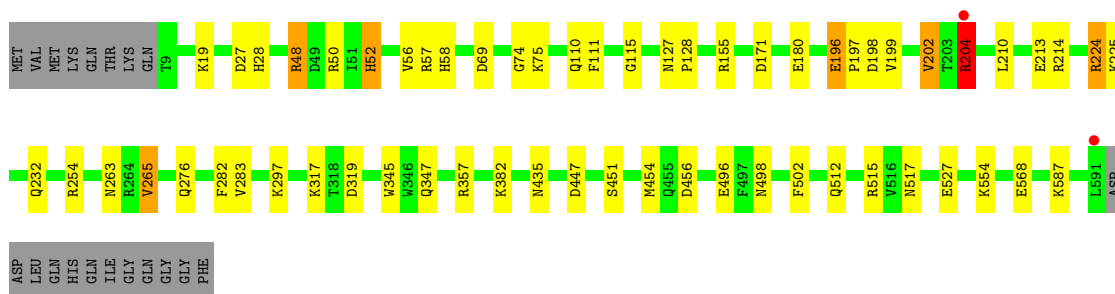 MET VAL MET LYS GLN THR LYS GLN T9 K19 D27 H28 R48 D49 R50 I51 H52 V56 R57 H58 D69 G74 K75 Q110 F111 G115 N127 P128 R155 D171 E180 E196 P197 D198 V199 V202 T203 R204 L210 E213 R214 R224 K225
Q232 R254 N263 R264 V265 Q276 F282 V283 K297 K317 T318 D319 W345 W346 Q347 R357 K382 N435 D447 S451 M454 Q455 D456 E496 F497 N498 F502 Q512 R515 V516 N517 E527 K554 E568 K587 L591 ASP
ASP LEU GLN HIS GLN ILE GLY GLN GLY GLY PHE